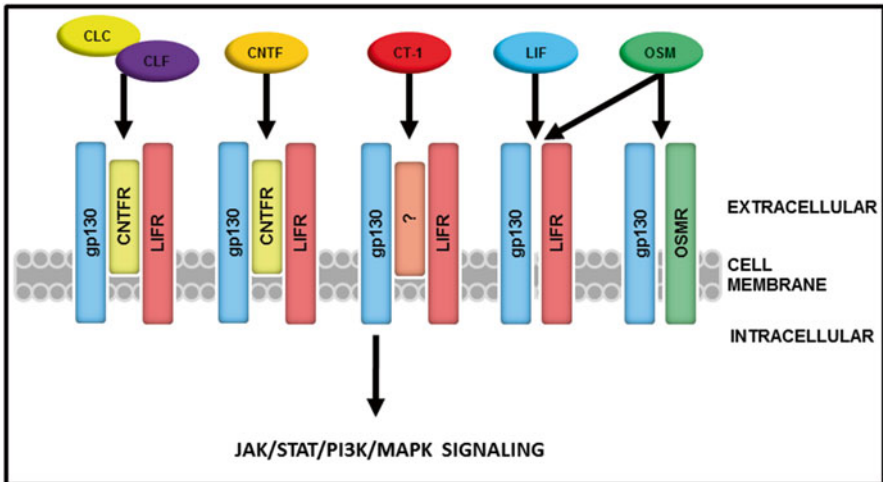 CLC
CLF
CNTF
CT-1
LIF
OSM
gp130
CNTFR
LIFR
gp130
CNTFR
LIFR
gp130
?
LIFR
gp130
LIFR
gp130
OSMR
EXTRACELLULAR
CELL
MEMBRANE
INTRACELLULAR
JAK/STAT/PI3K/MAPK SIGNALING